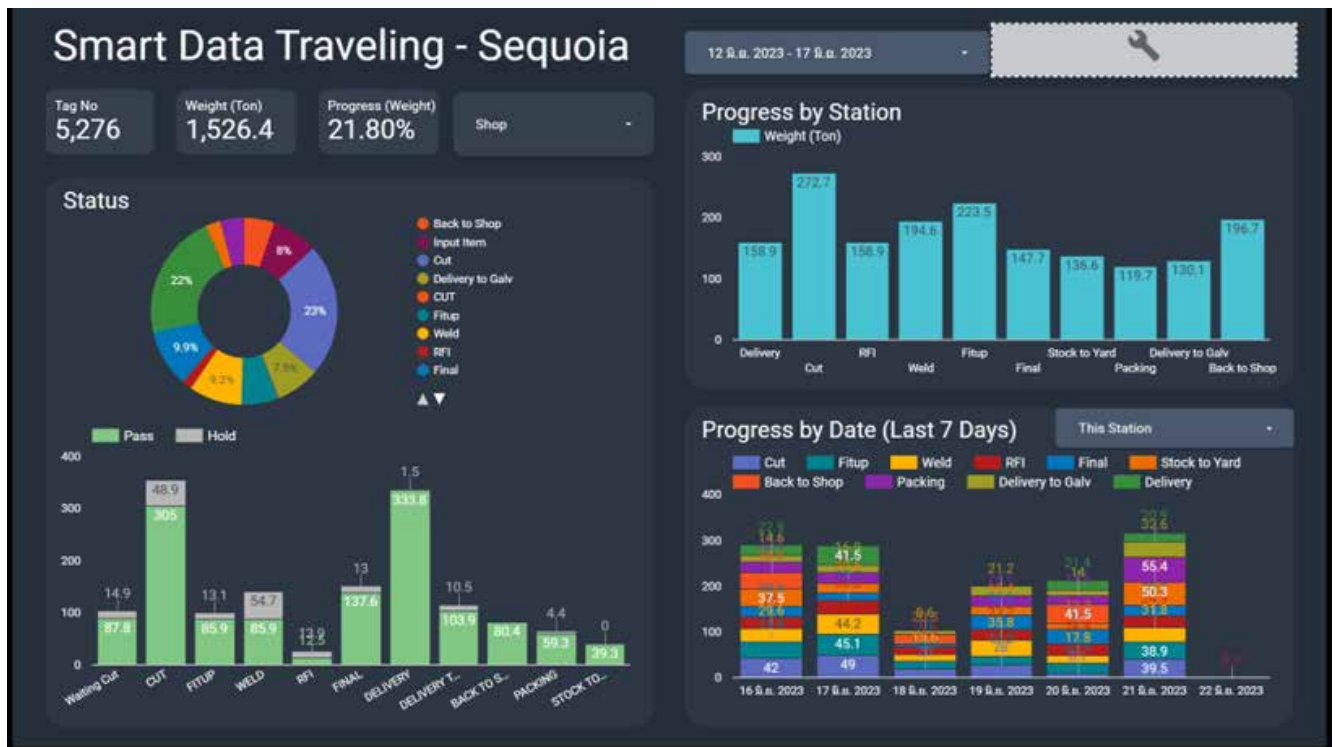 Smart Data Traveling - Sequoia
12 มิ.ย. 2023 - 17 มิ.ย. 2023
Tag No
5,276
Weight (Ton)
1,526.4
Progress (Weight)
21.80%
Shop
Status
8%
23%
7.9%
9.2%
9.9%
22%
Back to Shop
Input Item
Cut
Delivery to Galv
CUT
Fitup
Weld
RFI
Final
Pass
Hold
400
300
200
100
0
14.9
87.8
48.9
305
13.1
85.9
54.7
85.9
12.5
13
137.6
1.5
333.8
10.5
103.9
80.4
4.4
59.3
0
39.3
Waiting Cut
CUT
FITUP
WELD
RFI
FINAL
DELIVERY
DELIVERY T...
BACK TO S...
PACKING
STOCK TO...
Progress by Station
Weight (Ton)
300
200
100
0
158.9
272.7
158.9
194.6
223.5
147.7
136.6
119.7
130.1
196.7
Delivery
Cut
RFI
Weld
Fitup
Final
Stock to Yard
Packing
Delivery to Galv
Back to Shop
Progress by Date (Last 7 Days)
This Station
Cut
Fitup
Weld
RFI
Final
Stock to Yard
Back to Shop
Packing
Delivery to Galv
Delivery
400
300
200
100
0
14.6
37.5
29.6
42
41.5
44.2
45.1
49
21.2
35.8
14
41.5
17.8
33.6
55.4
50.3
31.8
38.9
39.5
16 มิ.ย. 2023
17 มิ.ย. 2023
18 มิ.ย. 2023
19 มิ.ย. 2023
20 มิ.ย. 2023
21 มิ.ย. 2023
22 มิ.ย. 2023